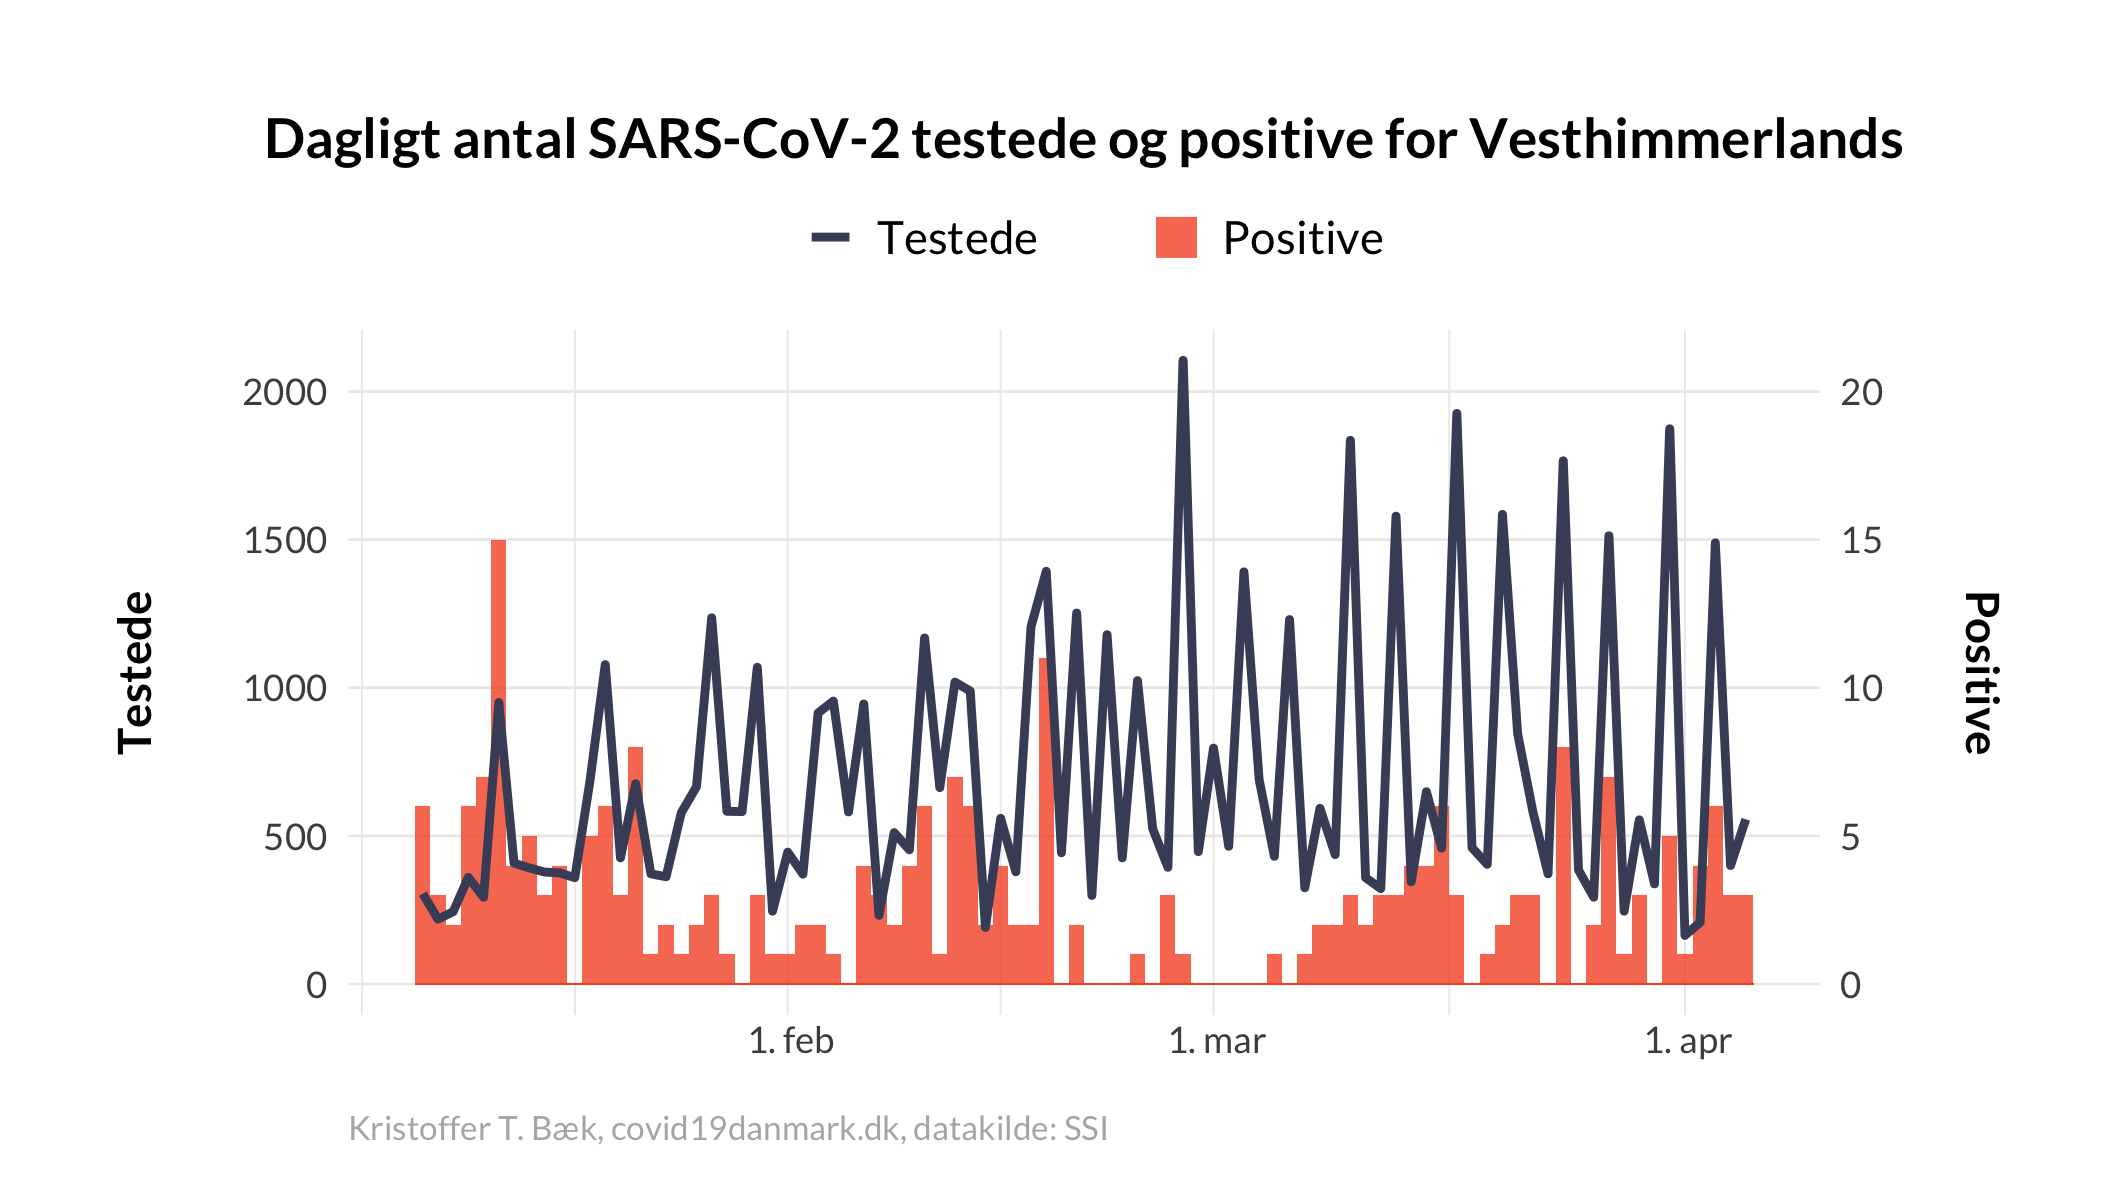 Dagligt antal SARS-CoV-2 testede og positive for Vesthimmerlands
Testede
Positive
2000
1500
1000
500
0
Testede
20
15
10
5
0
Positive
1. feb
1. mar
1. apr
Kristoffer T. Bæk, covid19danmark.dk, datakilde: SSI